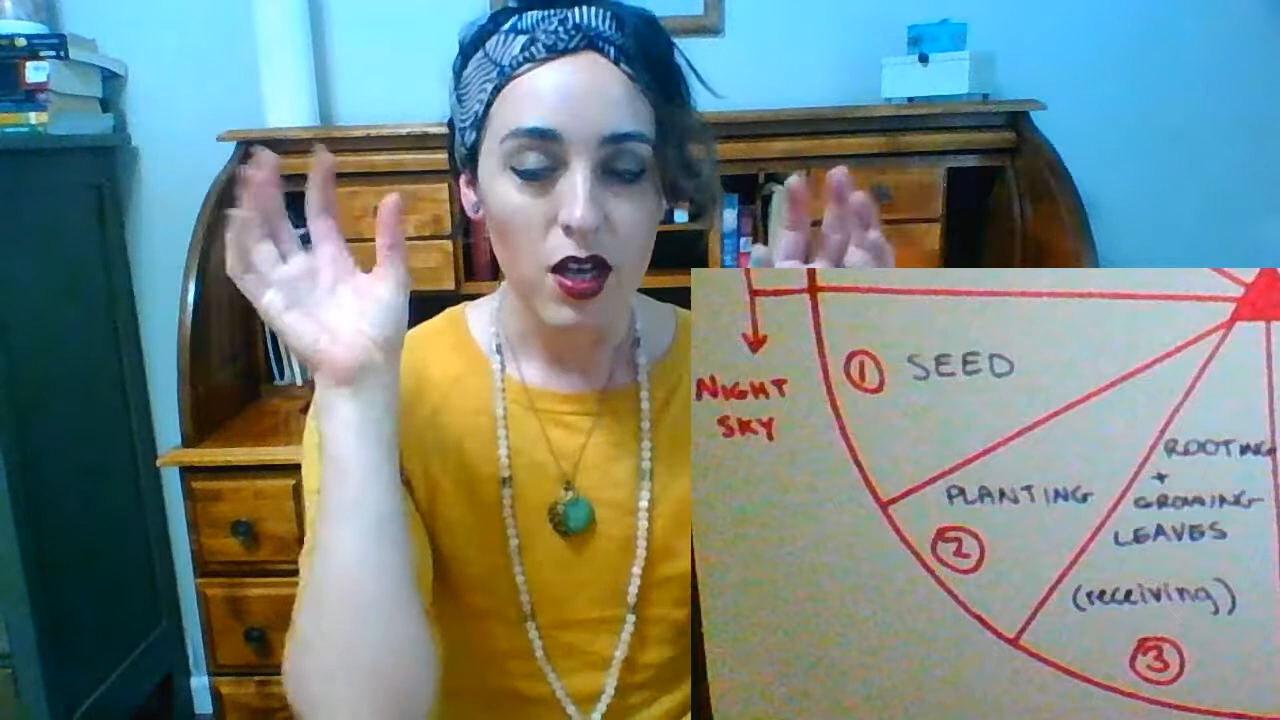 1 SEED
NIGHT
SKY
PLANTING
2
ROOTING
+
GROWING
LEAVES
(receiving)
3